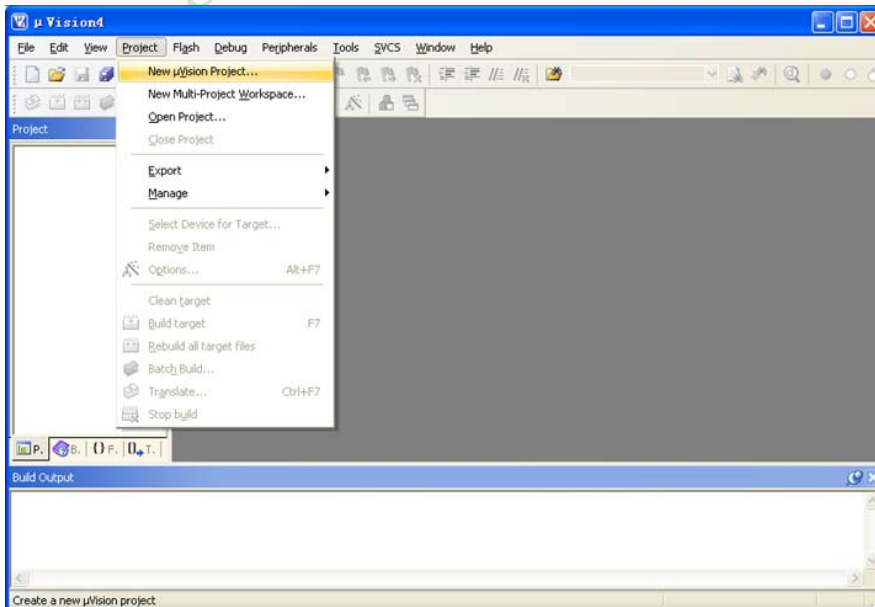 µ Vision4
File Edit View Project Flash Debug Peripherals Tools SVCS Window Help
New µVision Project...
New Multi-Project Workspace...
Open Project...
Close Project
Export
Manage
Select Device for Target...
Remove Item
Options... Alt+F7
Clean target
Build target F7
Rebuild all target files
Batch Build...
Translate... Ctrl+F7
Stop build
Project
P. B. {} F. 0 T.
Build Output
Create a new µVision project